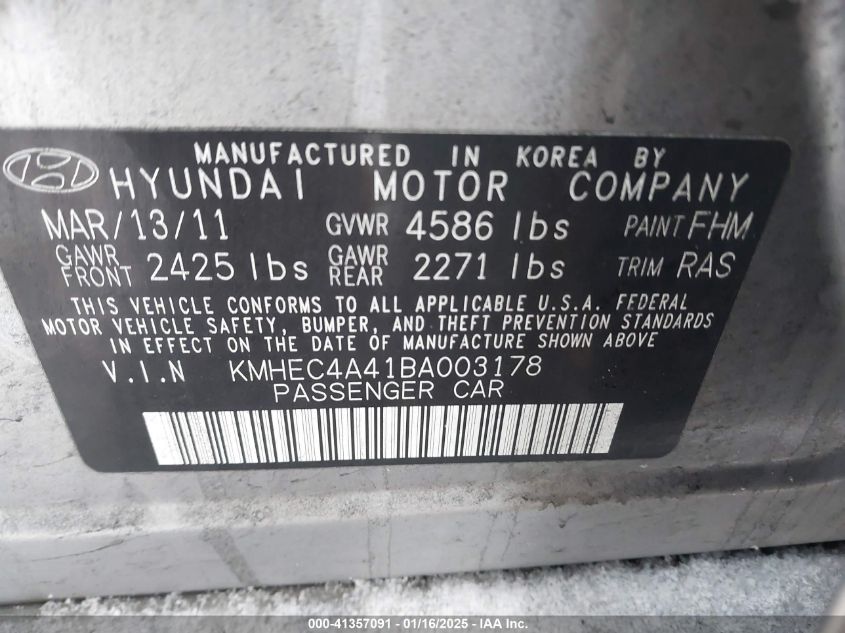 MANUFACTURED IN KOREA BY
HYUNDAI MOTOR COMPANY
MAR/13/11 GVWR 4586 lbs PAINT FHM
GAWR FRONT 2425 lbs GAWR REAR 2271 lbs TRIM RAS
THIS VEHICLE CONFORMS TO ALL APPLICABLE U.S.A. FEDERAL
MOTOR VEHICLE SAFETY, BUMPER, AND THEFT PREVENTION STANDARDS
IN EFFECT ON THE DATE OF MANUFACTURE SHOWN ABOVE
V.I.N KMHEC4A41BA003178
PASSENGER CAR
000-41357091 - 01/16/2025 - Copyright © 2025 IAA, Inc.